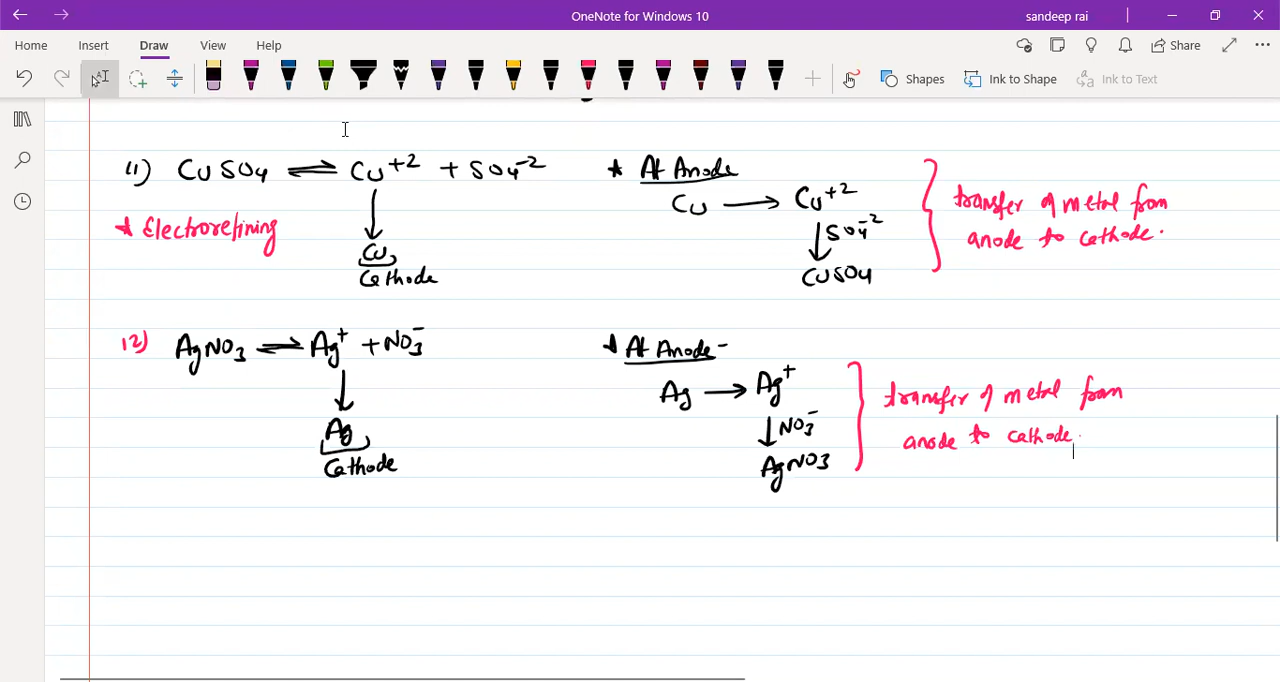 OneNote for Windows 10
sandeep rai
Home Insert Draw View Help
Share
Shapes
Ink to Shape
Ink to Text
11) CuSO4 ⇌ Cu+2 + SO4-2
* Electrorefining
↓
Cu
Cathode
* At Anode
Cu → Cu+2
↓ SO4-2
CuSO4
transfer of metal from
anode to cathode.
12) AgNO3 ⇌ Ag+ + NO3-
↓
Ag
Cathode
* At Anode -
Ag → Ag+
↓ NO3-
AgNO3
transfer of metal from
anode to cathode.